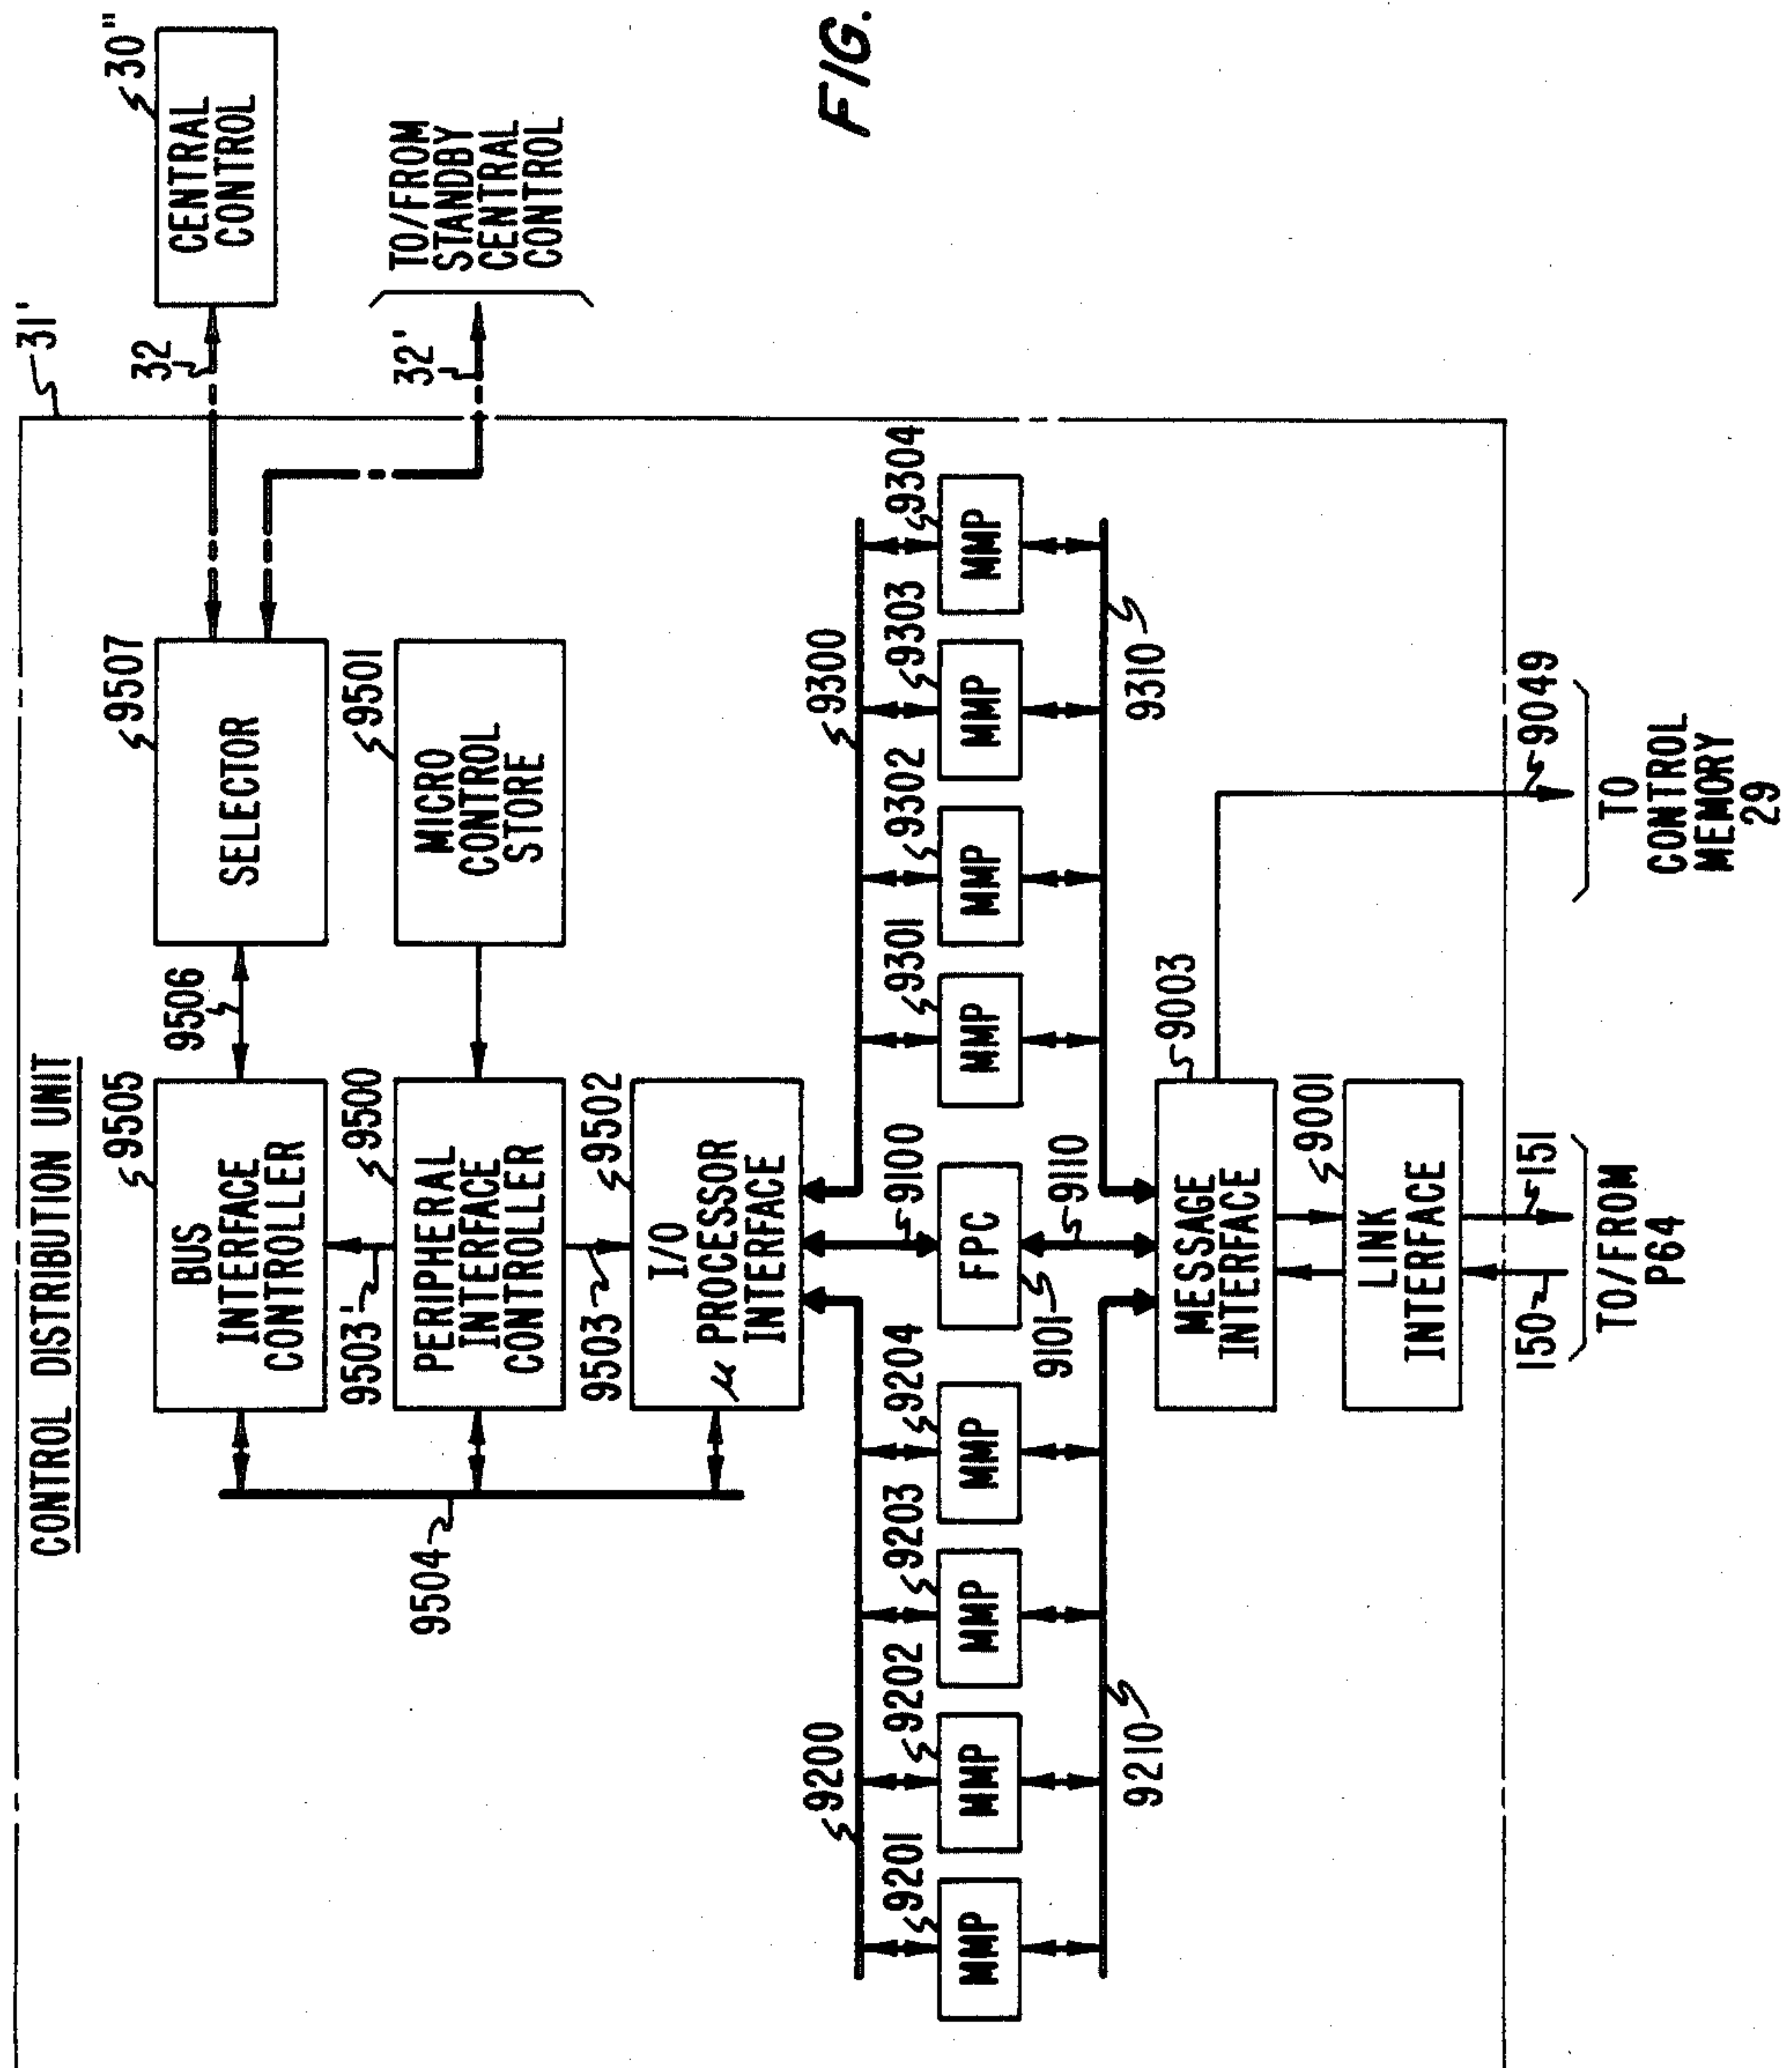 CONTROL DISTRIBUTION UNIT
31'
9505
BUS
INTERFACE
CONTROLLER
9506
9507
SELECTOR
32
30"
CENTRAL
CONTROL
9503'
9500
PERIPHERAL
INTERFACE
CONTROLLER
9501
MICRO
CONTROL
STORE
32'
TO/FROM
STANDBY
CENTRAL
CONTROL
9504
9503
9502
I/O
μ PROCESSOR
INTERFACE
9200
9300
9201
9202
9203
9204
9100
9301
9302
9303
9304
MMP
MMP
MMP
MMP
FPC
MMP
MMP
MMP
MMP
9101
9110
9210
9310
9003
MESSAGE
INTERFACE
9001
LINK
INTERFACE
150
151
TO/FROM
P64
9049
TO
CONTROL
MEMORY
29
FIG.